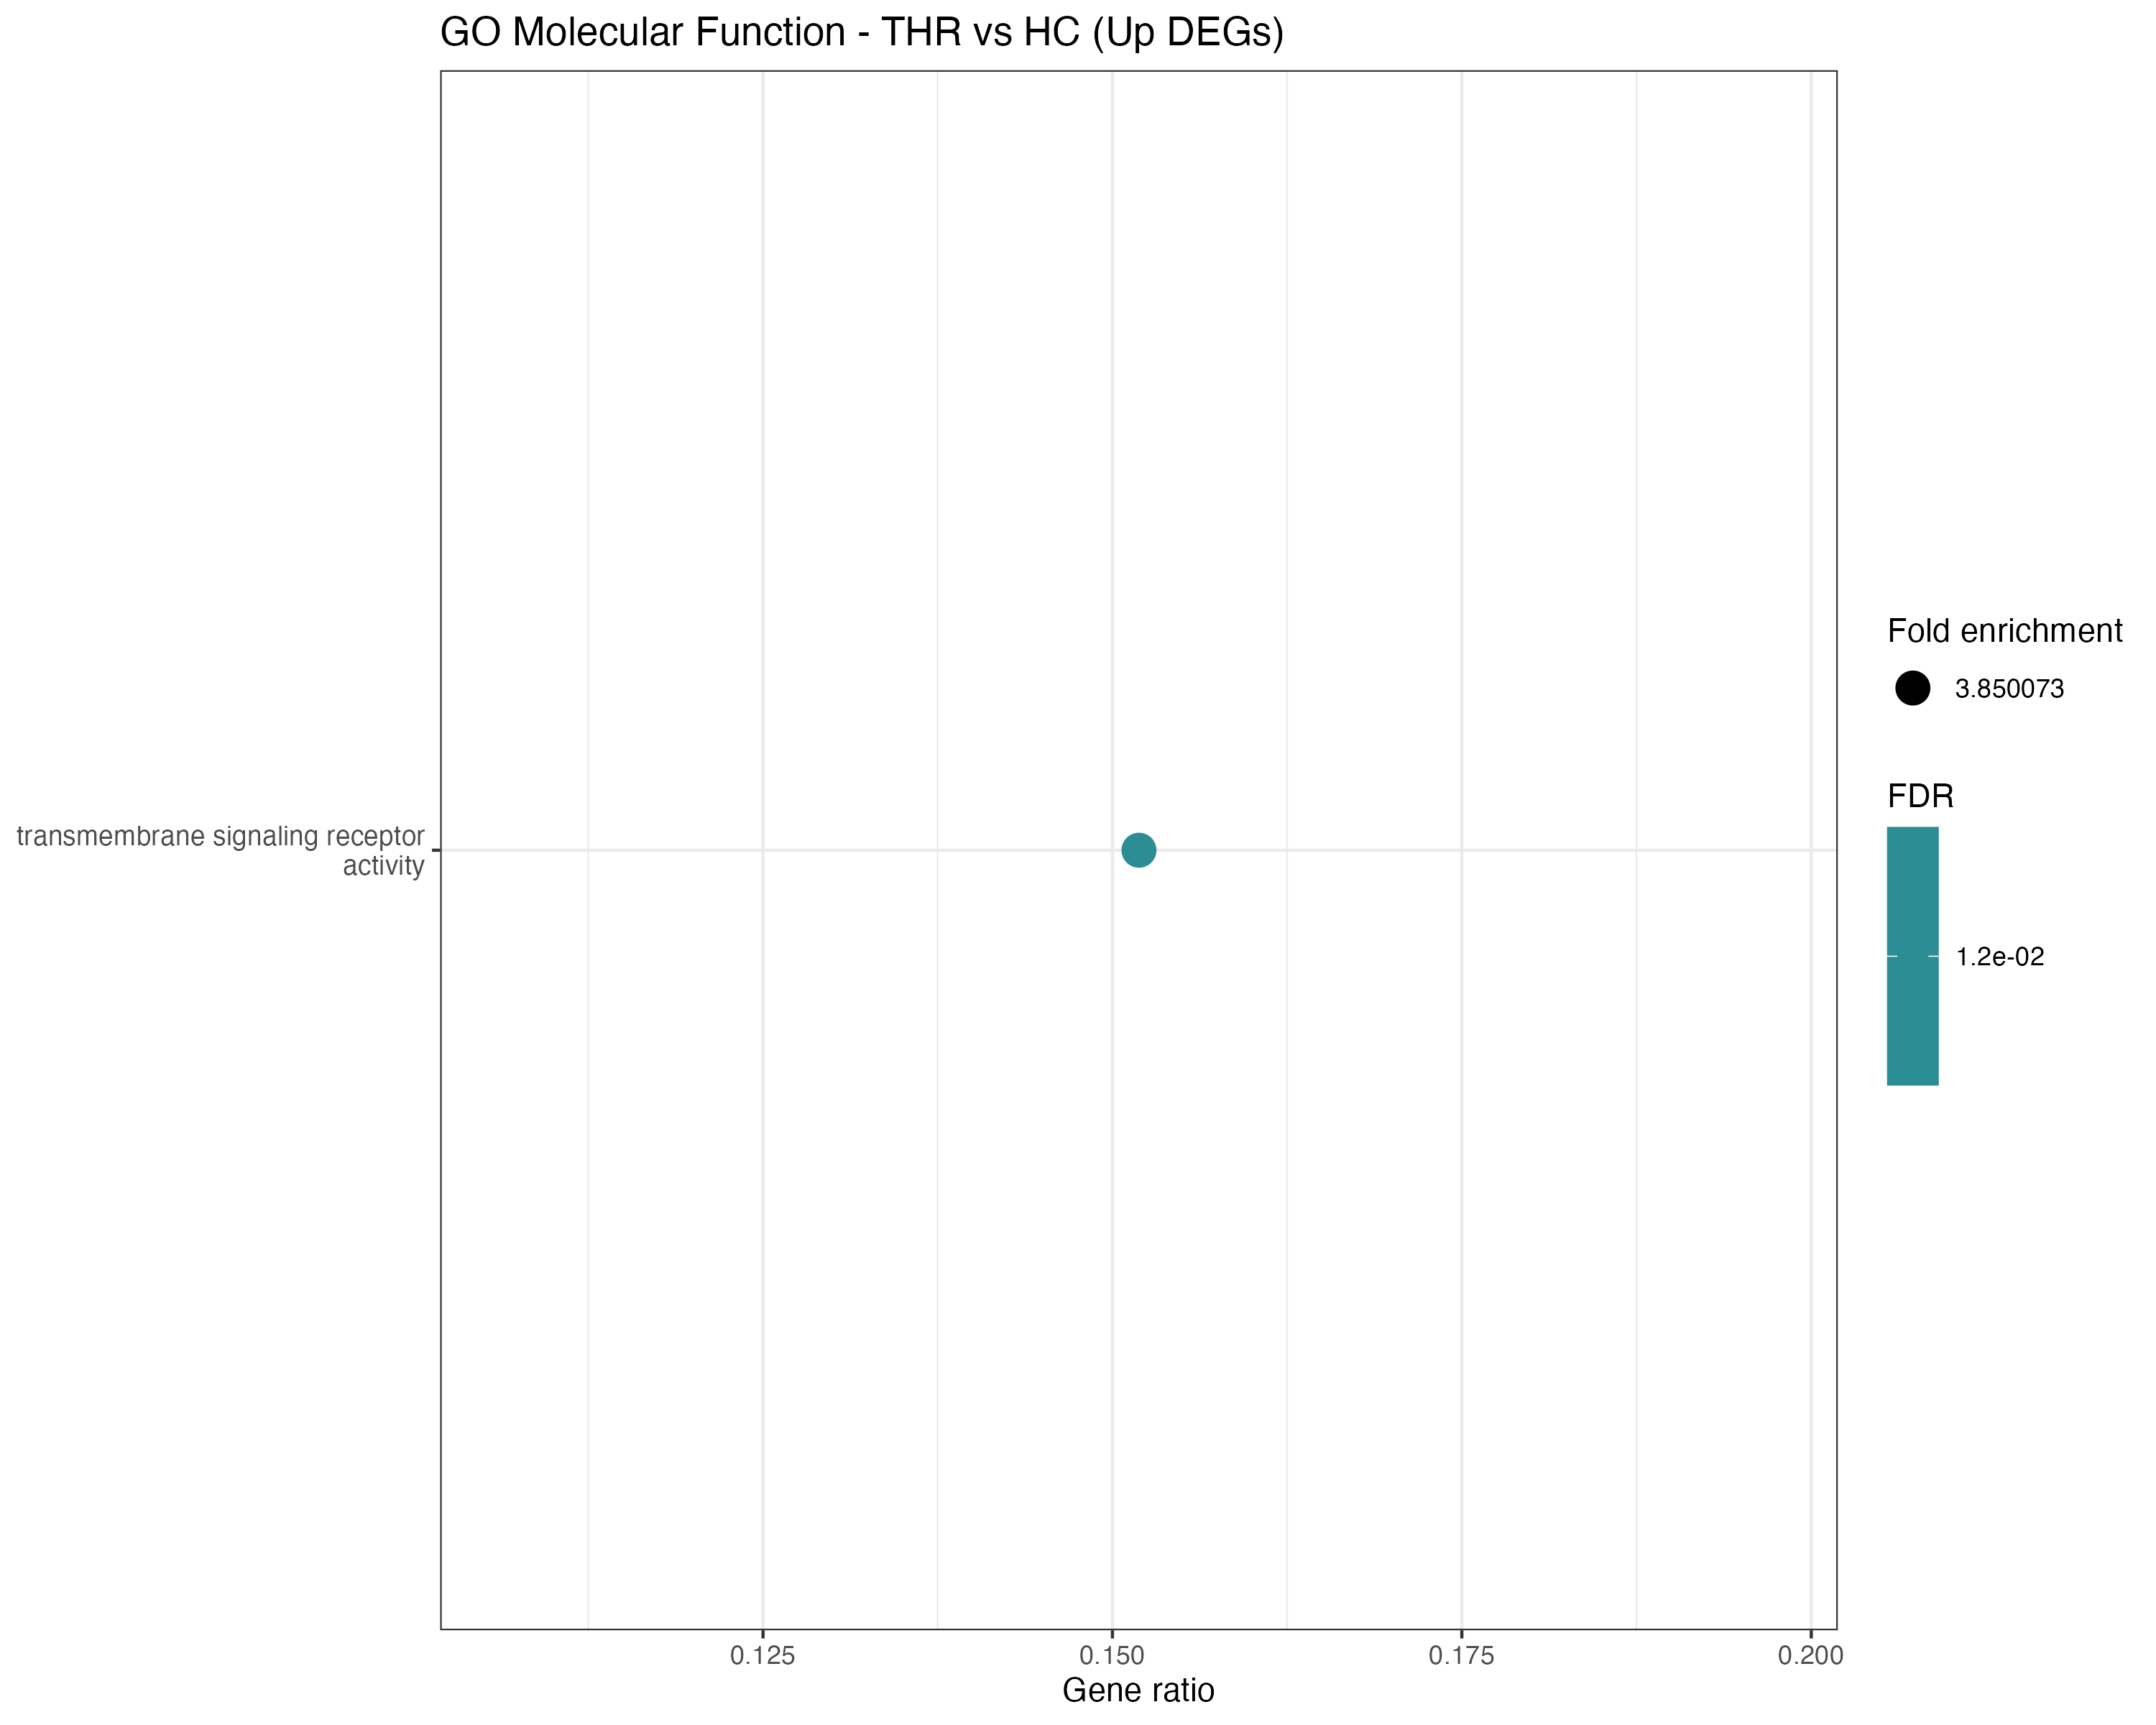 GO Molecular Function - THR vs HC (Up DEGs)
transmembrane signaling receptor
activity
Fold enrichment
3.850073
FDR
1.2e-02
0.125
0.150
0.175
0.200
Gene ratio